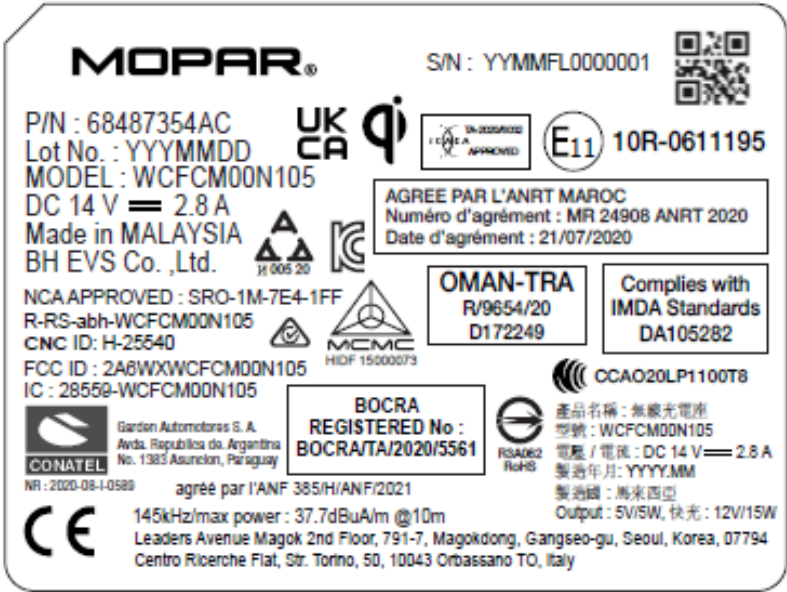 MOPAR®
S/N : YYMMFL0000001
P/N : 68487354AC
Lot No. : YYYMMDD
MODEL : WCFCM00N105
DC 14 V 2.8 A
Made in MALAYSIA
BH EVS Co. ,Ltd.
UK
CA
qi
ICASA
APPROVED
E11
10R-0611195
AGREE PAR L'ANRT MAROC
Numéro d'agrément : MR 24908 ANRT 2020
Date d'agrément : 21/07/2020
005 20
NCA APPROVED : SRO-1M-7E4-1FF
R-RS-abh-WCFCM00N105
CNC ID: H-25540
FCC ID : 2A6WXWCFCM00N105
IC : 28559-WCFCM00N105
MCMC
HIDF 15000073
OMAN-TRA
R/9654/20
D172249
Complies with
IMDA Standards
DA105282
CCAO20LP1100T8
CONATEL
NR : 2020-08-I-0589
Garden Automotores S. A.
Avda. Republica de. Argentina
No. 1383 Asuncion, Paraguay
BOCRA
REGISTERED No :
BOCRA/TA/2020/5561
R3A062
RoHS
產品名稱 : 無線充電座
型號 : WCFCM00N105
電壓 / 電流 : DC 14 V 2.8 A
製造年月: YYYY.MM
製造國 : 馬來西亞
Output : 5V/5W, 快充 : 12V/15W
agréé par l'ANF 385/H/ANF/2021
CE
145kHz/max power : 37.7dBuA/m @10m
Leaders Avenue Magok 2nd Floor, 791-7, Magokdong, Gangseo-gu, Seoul, Korea, 07794
Centro Ricerche Fiat, Str. Torino, 50, 10043 Orbassano TO, Italy